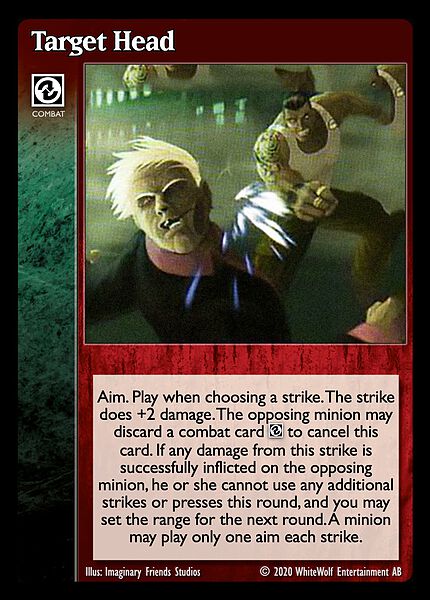 Target Head
COMBAT
Aim. Play when choosing a strike. The strike
does +2 damage. The opposing minion may
discard a combat card to cancel this
card. If any damage from this strike is
successfully inflicted on the opposing
minion, he or she cannot use any additional
strikes or presses this round, and you may
set the range for the next round. A minion
may play only one aim each strike.
Illus: Imaginary Friends Studios © 2020 WhiteWolf Entertainment AB